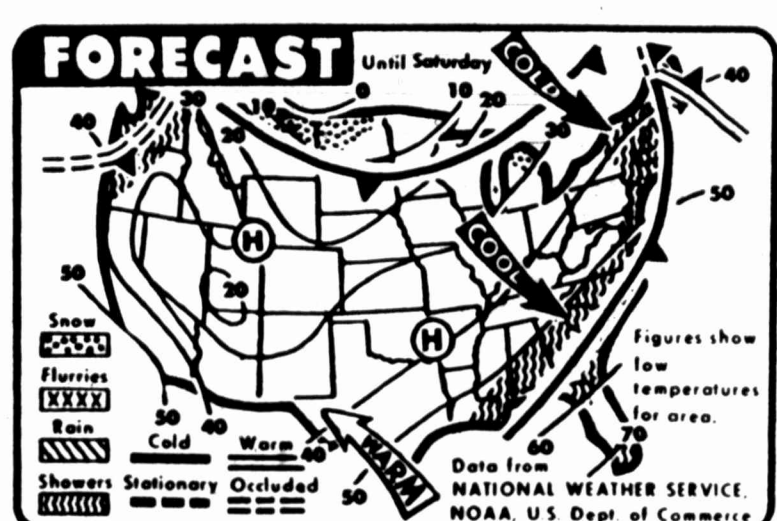 FORECAST
Until Saturday
COLD
0
10
20
30
10
20
30
40
40
50
H
COOL
20
50
H
Snow
Flurries
Rain
Showers
Cold
Warm
Stationary
Occluded
50
40
40
50
WARM
60
70
Figures show
low
temperatures
for area.
Data from
NATIONAL WEATHER SERVICE,
NOAA, U.S. Dept. of Commerce